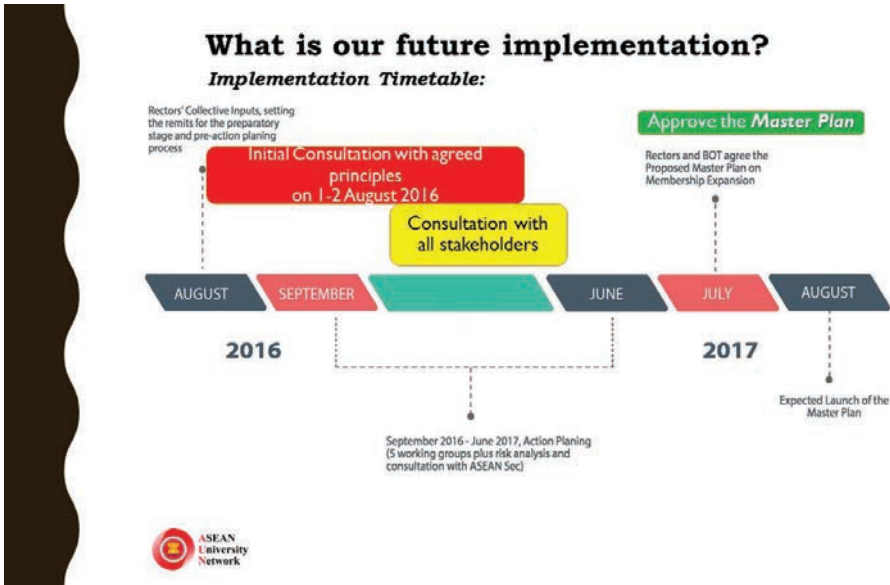 What is our future implementation?
Implementation Timetable:
Rectors' Collective Inputs, setting
the remits for the preparatory
stage and pre-action planing
process
Initial Consultation with agreed
principles
on 1-2 August 2016
Consultation with
all stakeholders
Approve the Master Plan
Rectors and BOT agree the
Proposed Master Plan on
Membership Expansion
AUGUST
SEPTEMBER
JUNE
JULY
AUGUST
2016
2017
September 2016 - June 2017, Action Planing
(5 working groups plus risk analysis and
consultation with ASEAN Sec)
Expected Launch of the
Master Plan
ASEAN
University
Network